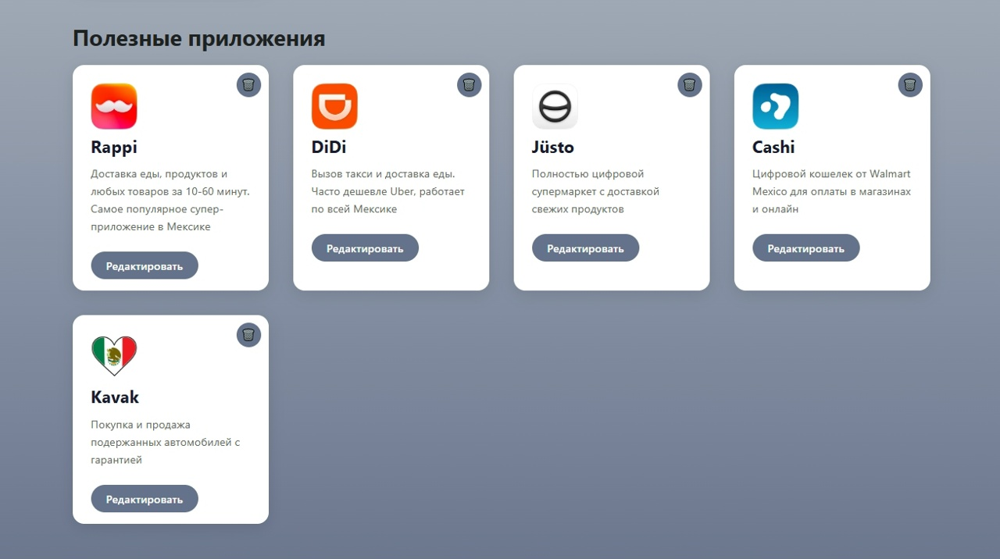 Полезные приложения
Rappi
Доставка еды, продуктов и
любых товаров за 10-60 минут.
Самое популярное супер-
приложение в Мексике
Редактировать
DiDi
Вызов такси и доставка еды.
Часто дешевле Uber, работает
по всей Мексике
Редактировать
Jüsto
Полностью цифровой
супермаркет с доставкой
свежих продуктов
Редактировать
Cashi
Цифровой кошелек от Walmart
Mexico для оплаты в магазинах
и онлайн
Редактировать
Kavak
Покупка и продажа
подержанных автомобилей с
гарантией
Редактировать